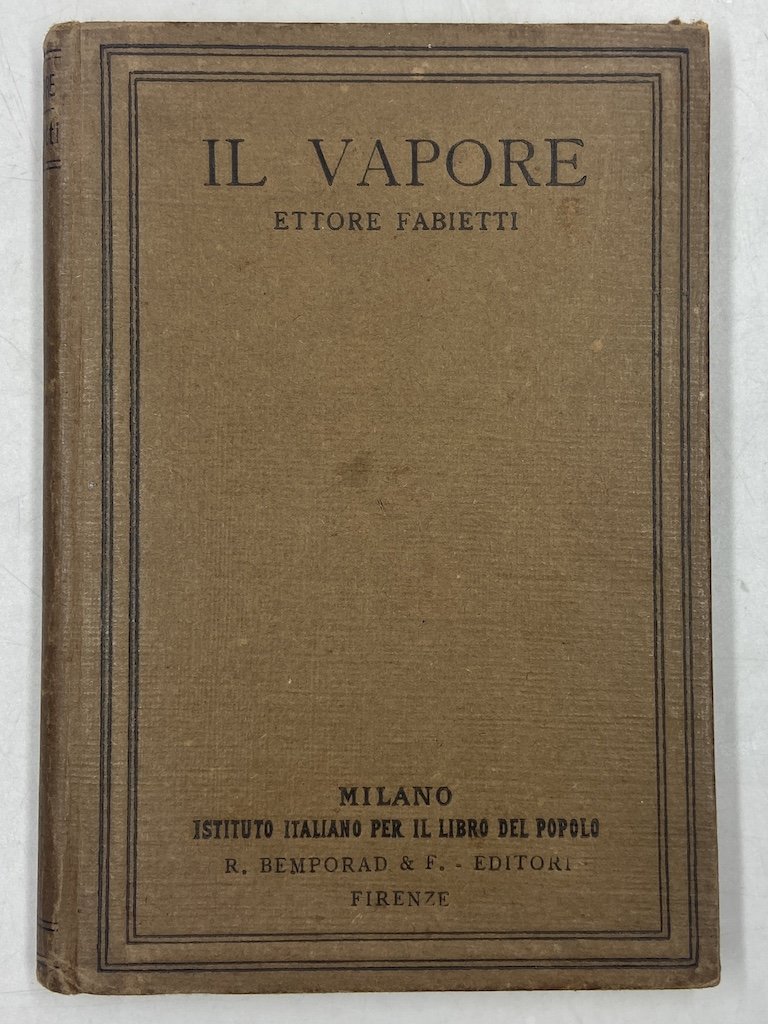 IL VAPORE
ETTORE FABIETTI
MILANO
ISTITUTO ITALIANO PER IL LIBRO DEL POPOLO
R. BEMPORAD & F. - EDITORI
FIRENZE